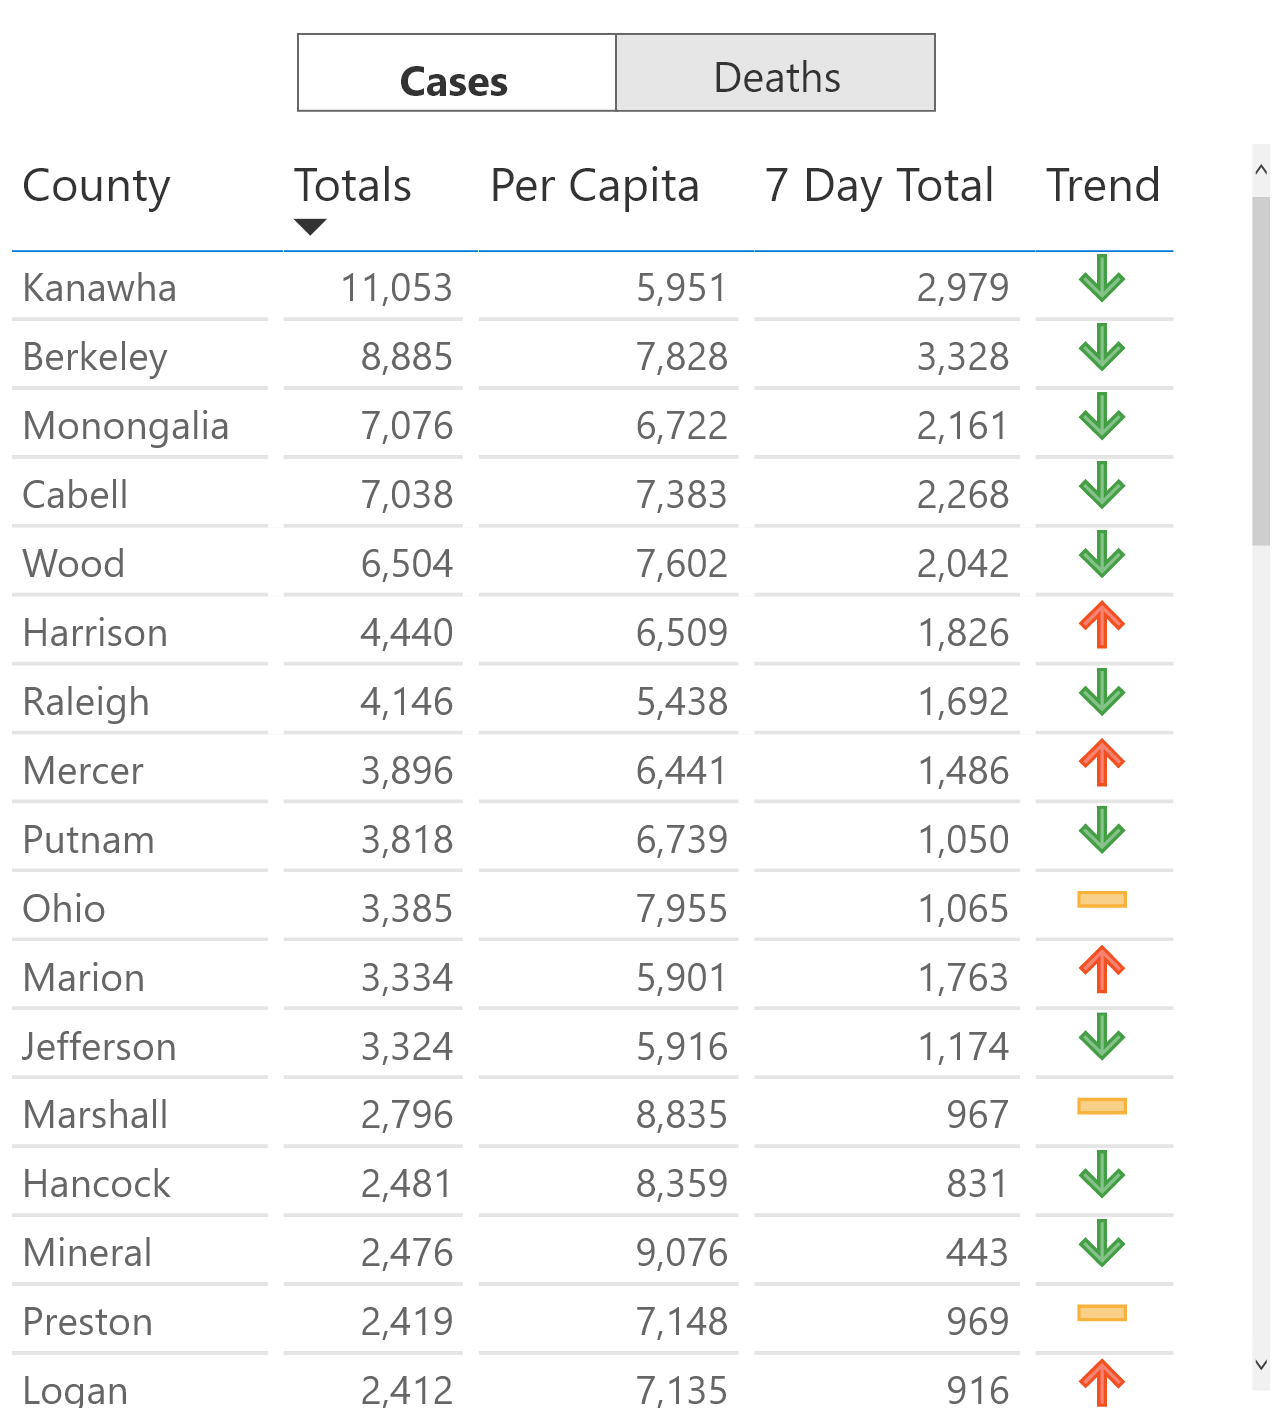 Cases Deaths
County Totals Per Capita 7 Day Total Trend
Kanawha 11,053 5,951 2,979
Berkeley 8,885 7,828 3,328
Monongalia 7,076 6,722 2,161
Cabell 7,038 7,383 2,268
Wood 6,504 7,602 2,042
Harrison 4,440 6,509 1,826
Raleigh 4,146 5,438 1,692
Mercer 3,896 6,441 1,486
Putnam 3,818 6,739 1,050
Ohio 3,385 7,955 1,065
Marion 3,334 5,901 1,763
Jefferson 3,324 5,916 1,174
Marshall 2,796 8,835 967
Hancock 2,481 8,359 831
Mineral 2,476 9,076 443
Preston 2,419 7,148 969
Logan 2,412 7,135 916